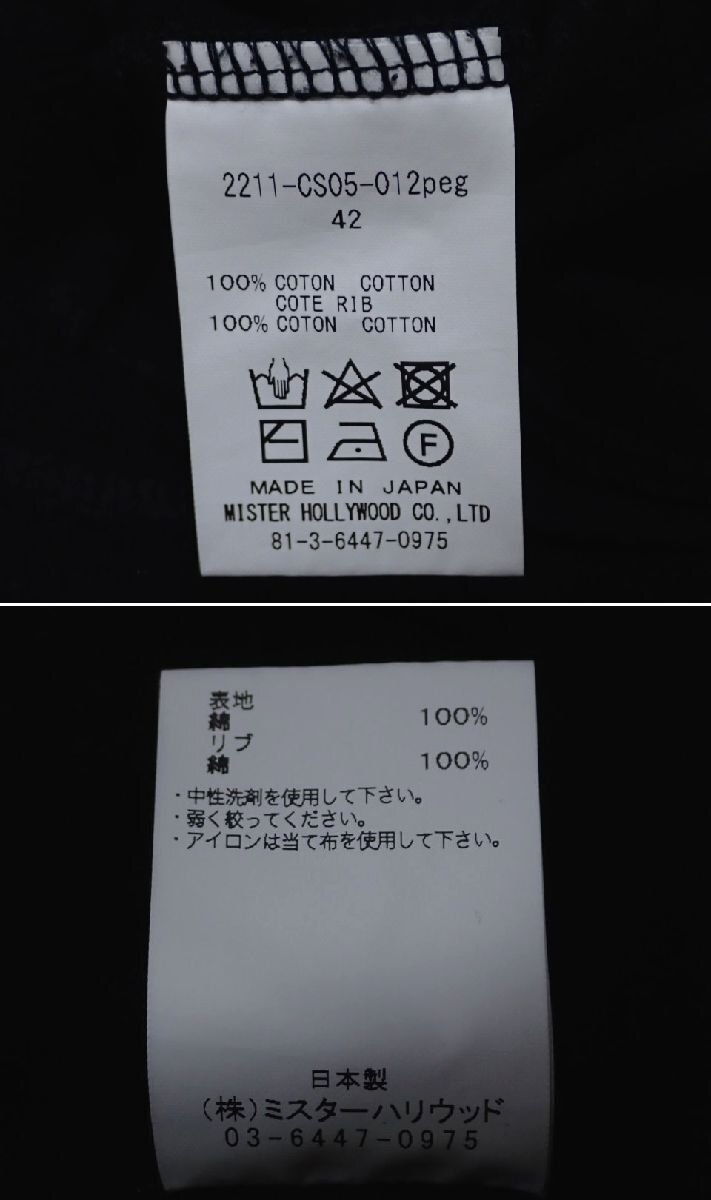 2211-CS05-012peg
42
100% COTON COTTON
COTE RIB
100% COTON COTTON
F
MADE IN JAPAN
MISTER HOLLYWOOD CO.,LTD
81-3-6447-0975
表地
綿 100%
リブ
綿 100%
・中性洗剤を使用して下さい。
・弱く絞ってください。
・アイロンは当て布を使用して下さい。
日本製
(株)ミスターハリウッド
03-6447-0975